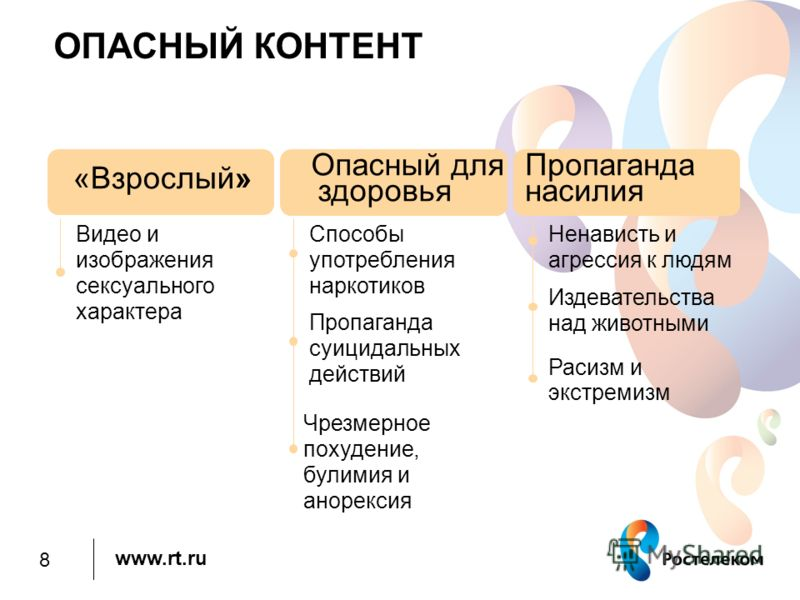 ОПАСНЫЙ КОНТЕНТ
«Взрослый»
Видео и
изображения
сексуального
характера
Опасный для
здоровья
Способы
употребления
наркотиков
Пропаганда
суицидальных
действий
Чрезмерное
похудение,
булимия и
анорексия
Пропаганда
насилия
Ненависть и
агрессия к людям
Издевательства
над животными
Расизм и
экстремизм
8
www.rt.ru
MyShared
Ростелеком